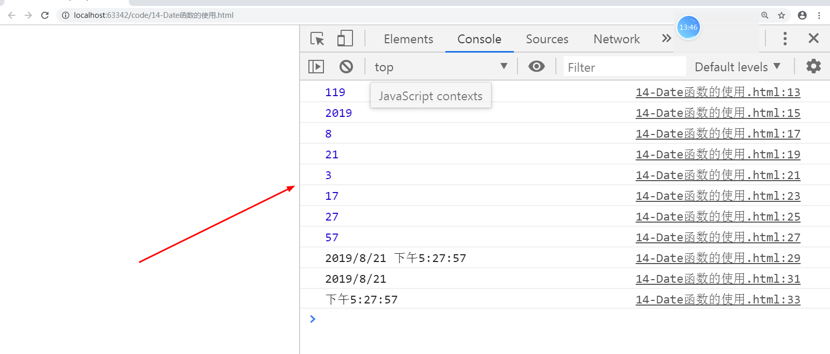 localhost:63342/code/14-Date函数的使用.html
13:46
Elements Console Sources Network
top Filter Default levels
JavaScript contexts
119 14-Date函数的使用.html:13
2019 14-Date函数的使用.html:15
8 14-Date函数的使用.html:17
21 14-Date函数的使用.html:19
3 14-Date函数的使用.html:21
17 14-Date函数的使用.html:23
27 14-Date函数的使用.html:25
57 14-Date函数的使用.html:27
2019/8/21 下午5:27:57 14-Date函数的使用.html:29
2019/8/21 14-Date函数的使用.html:31
下午5:27:57 14-Date函数的使用.html:33